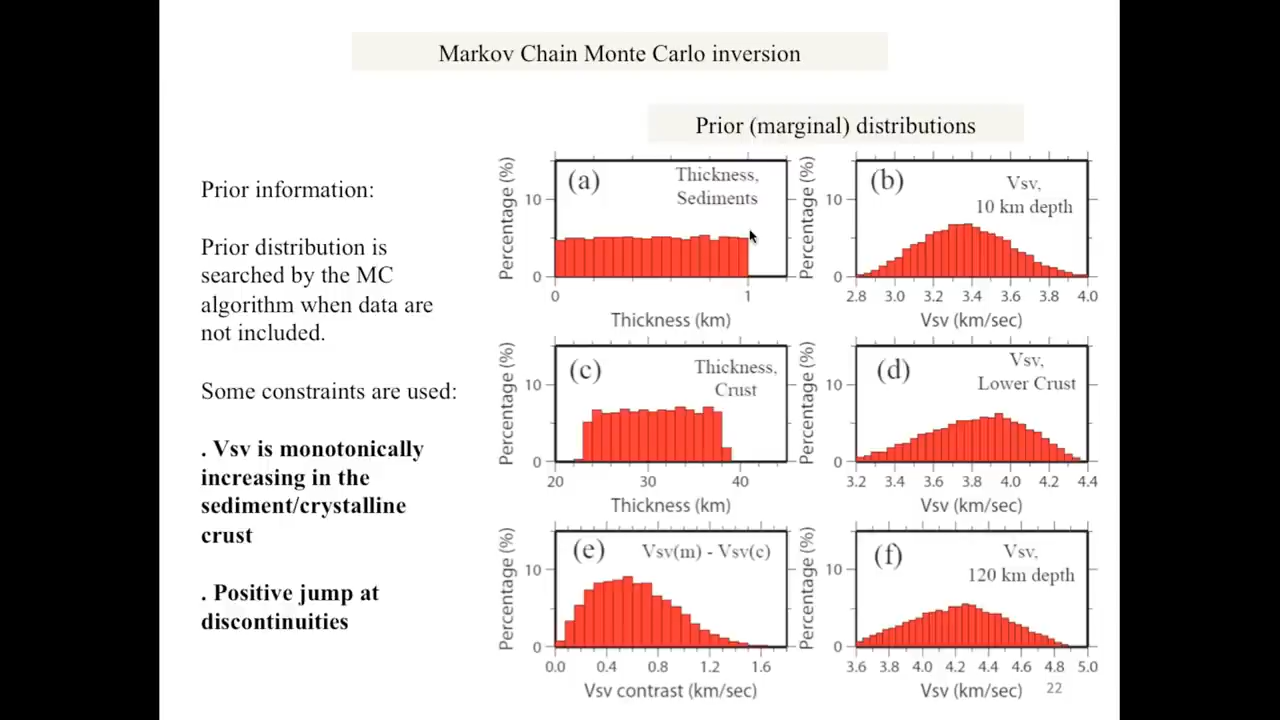 Markov Chain Monte Carlo inversion
Prior (marginal) distributions
Prior information:
Prior distribution is
searched by the MC
algorithm when data are
not included.
Some constraints are used:
. Vsv is monotonically
increasing in the
sediment/crystalline
crust
. Positive jump at
discontinuities
(a)
Thickness,
Sediments
Percentage (%)
10
0
0 1
Thickness (km)
(b)
Vsv,
10 km depth
Percentage (%)
10
0
2.8 3.0 3.2 3.4 3.6 3.8 4.0
Vsv (km/sec)
(c)
Thickness,
Crust
Percentage (%)
10
0
20 30 40
Thickness (km)
(d)
Vsv,
Lower Crust
Percentage (%)
10
0
3.2 3.4 3.6 3.8 4.0 4.2 4.4
Vsv (km/sec)
(e)
Vsv(m) - Vsv(c)
Percentage (%)
10
0
0.0 0.4 0.8 1.2 1.6
Vsv contrast (km/sec)
(f)
Vsv,
120 km depth
Percentage (%)
10
0
3.6 3.8 4.0 4.2 4.4 4.6 4.8 5.0
Vsv (km/sec)
22